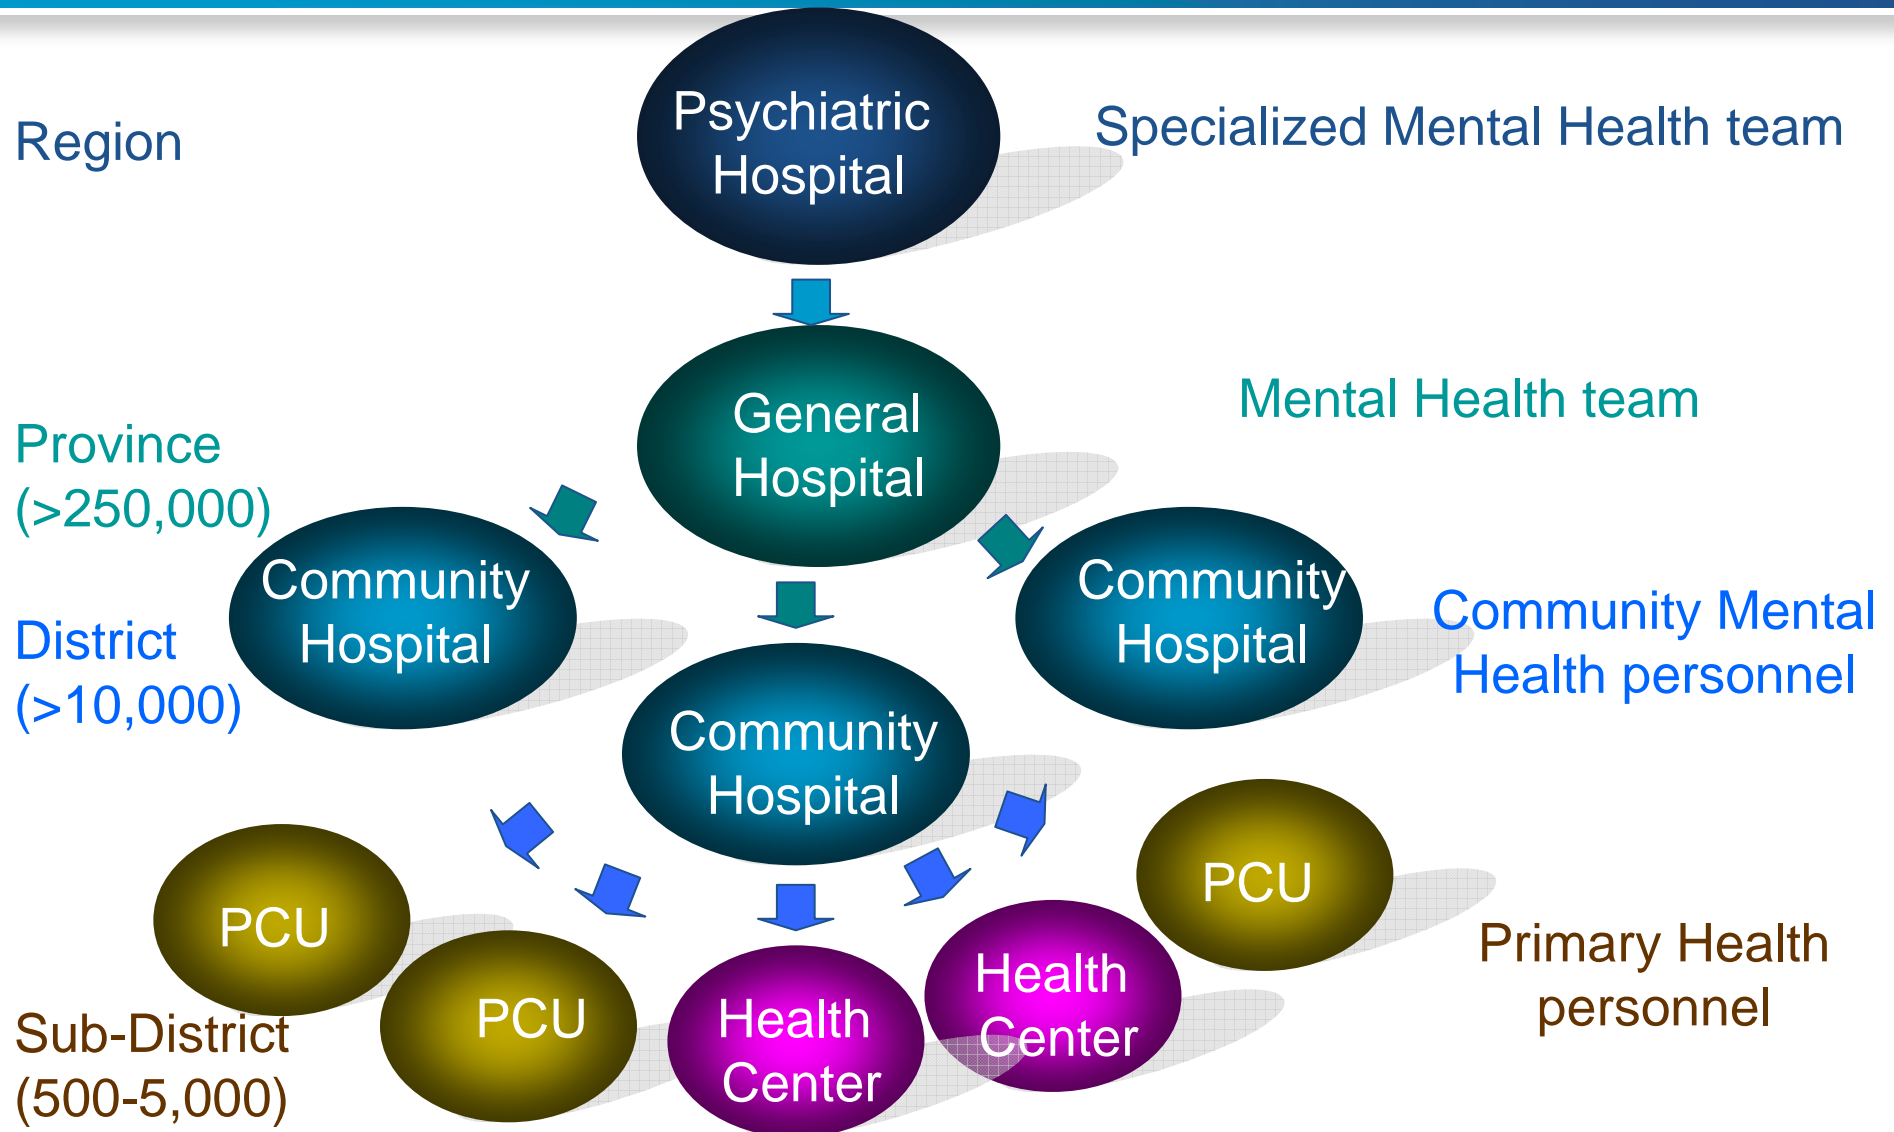 Region
Psychiatric
Hospital
Specialized Mental Health team
General
Hospital
Mental Health team
Province
(>250,000)
Community
Hospital
Community
Hospital
Community Mental
Health personnel
District
(>10,000)
Community
Hospital
PCU
PCU
Health
Center
Health
Center
PCU
Primary Health
personnel
Sub-District
(500-5,000)